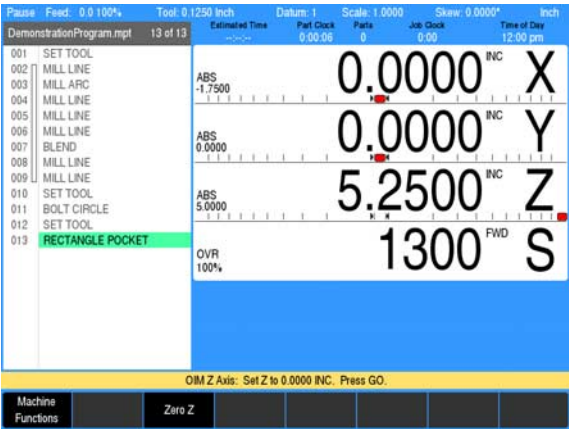 Pause Feed: 0.0 100% Tool: 0.1250 Inch Datum: 1 Scale: 1.0000 Skew: 0.0000° Inch
DemonstrationProgram.mpt 13 of 13
Estimated Time Part Clock Parts Job Clock Time of Day
--:--:-- 0:00:06 0 0:00 12:00 pm
001 SET TOOL
002 MILL LINE
003 MILL ARC
004 MILL LINE
005 MILL LINE
006 MILL LINE
007 BLEND
008 MILL LINE
009 MILL LINE
010 SET TOOL
011 BOLT CIRCLE
012 SET TOOL
013 RECTANGLE POCKET
ABS
-1.7500
0.0000 INC X
ABS
0.0000
0.0000 INC Y
ABS
5.0000
5.2500 INC Z
OVR
100%
1300 FWD S
OIM Z Axis: Set Z to 0.0000 INC. Press GO.
Machine
Functions
Zero Z